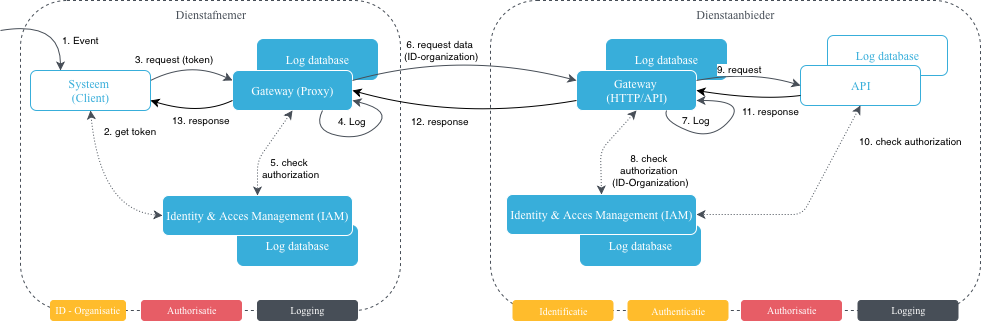 Dienstafnemer
1. Event
Systeem
(Client)
2. get token
3. request (token)
Log database
Gateway (Proxy)
4. Log
13. response
5. check
authorization
Identity & Acces Management (IAM)
Log database
ID - Organisatie
Authorisatie
Logging
6. request data
(ID-organization)
12. response
Dienstaanbieder
Log database
Gateway
(HTTP/API)
7. Log
8. check
authorization
(ID-Organization)
9. request
11. response
Log database
API
10. check authorization
Identity & Acces Management (IAM)
Log database
Identificatie
Authenticatie
Authorisatie
Logging